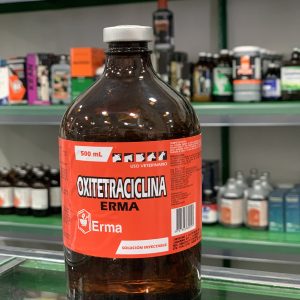 500 mL
USO VETERINARIO
OXITETRACICLINA
ERMA
Erma
SOLUCIÓN INYECTABLE